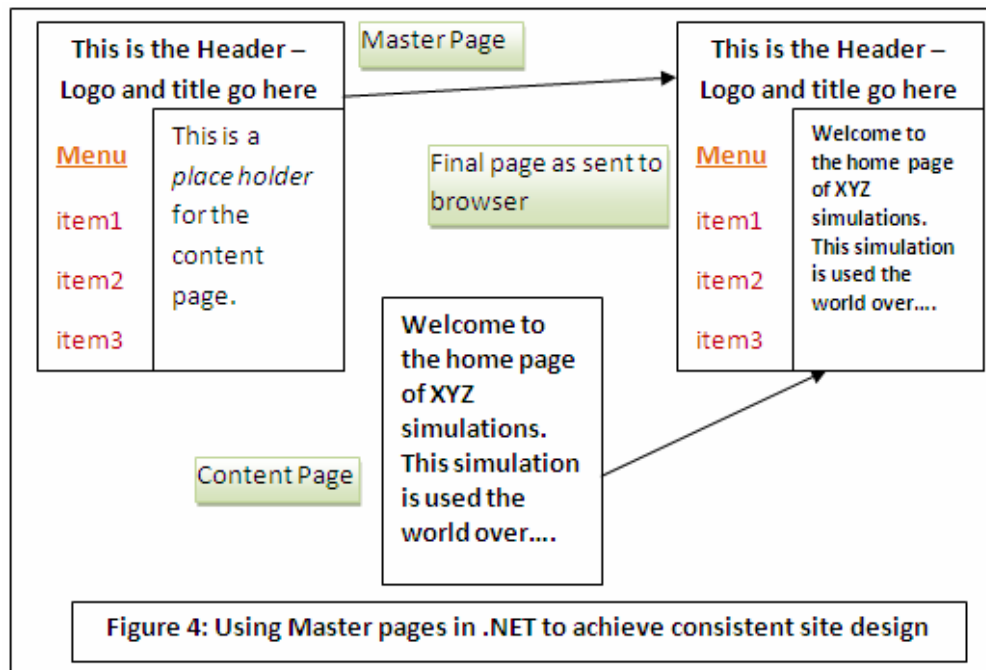 This is the Header –
Logo and title go here
Menu
item1
item2
item3
This is a
place holder
for the
content
page.
Master Page
Final page as sent to
browser
This is the Header –
Logo and title go here
Menu
item1
item2
item3
Welcome to
the home page
of XYZ
simulations.
This simulation
is used the
world over....
Content Page
Welcome to
the home page
of XYZ
simulations.
This simulation
is used the
world over....
Figure 4: Using Master pages in .NET to achieve consistent site design